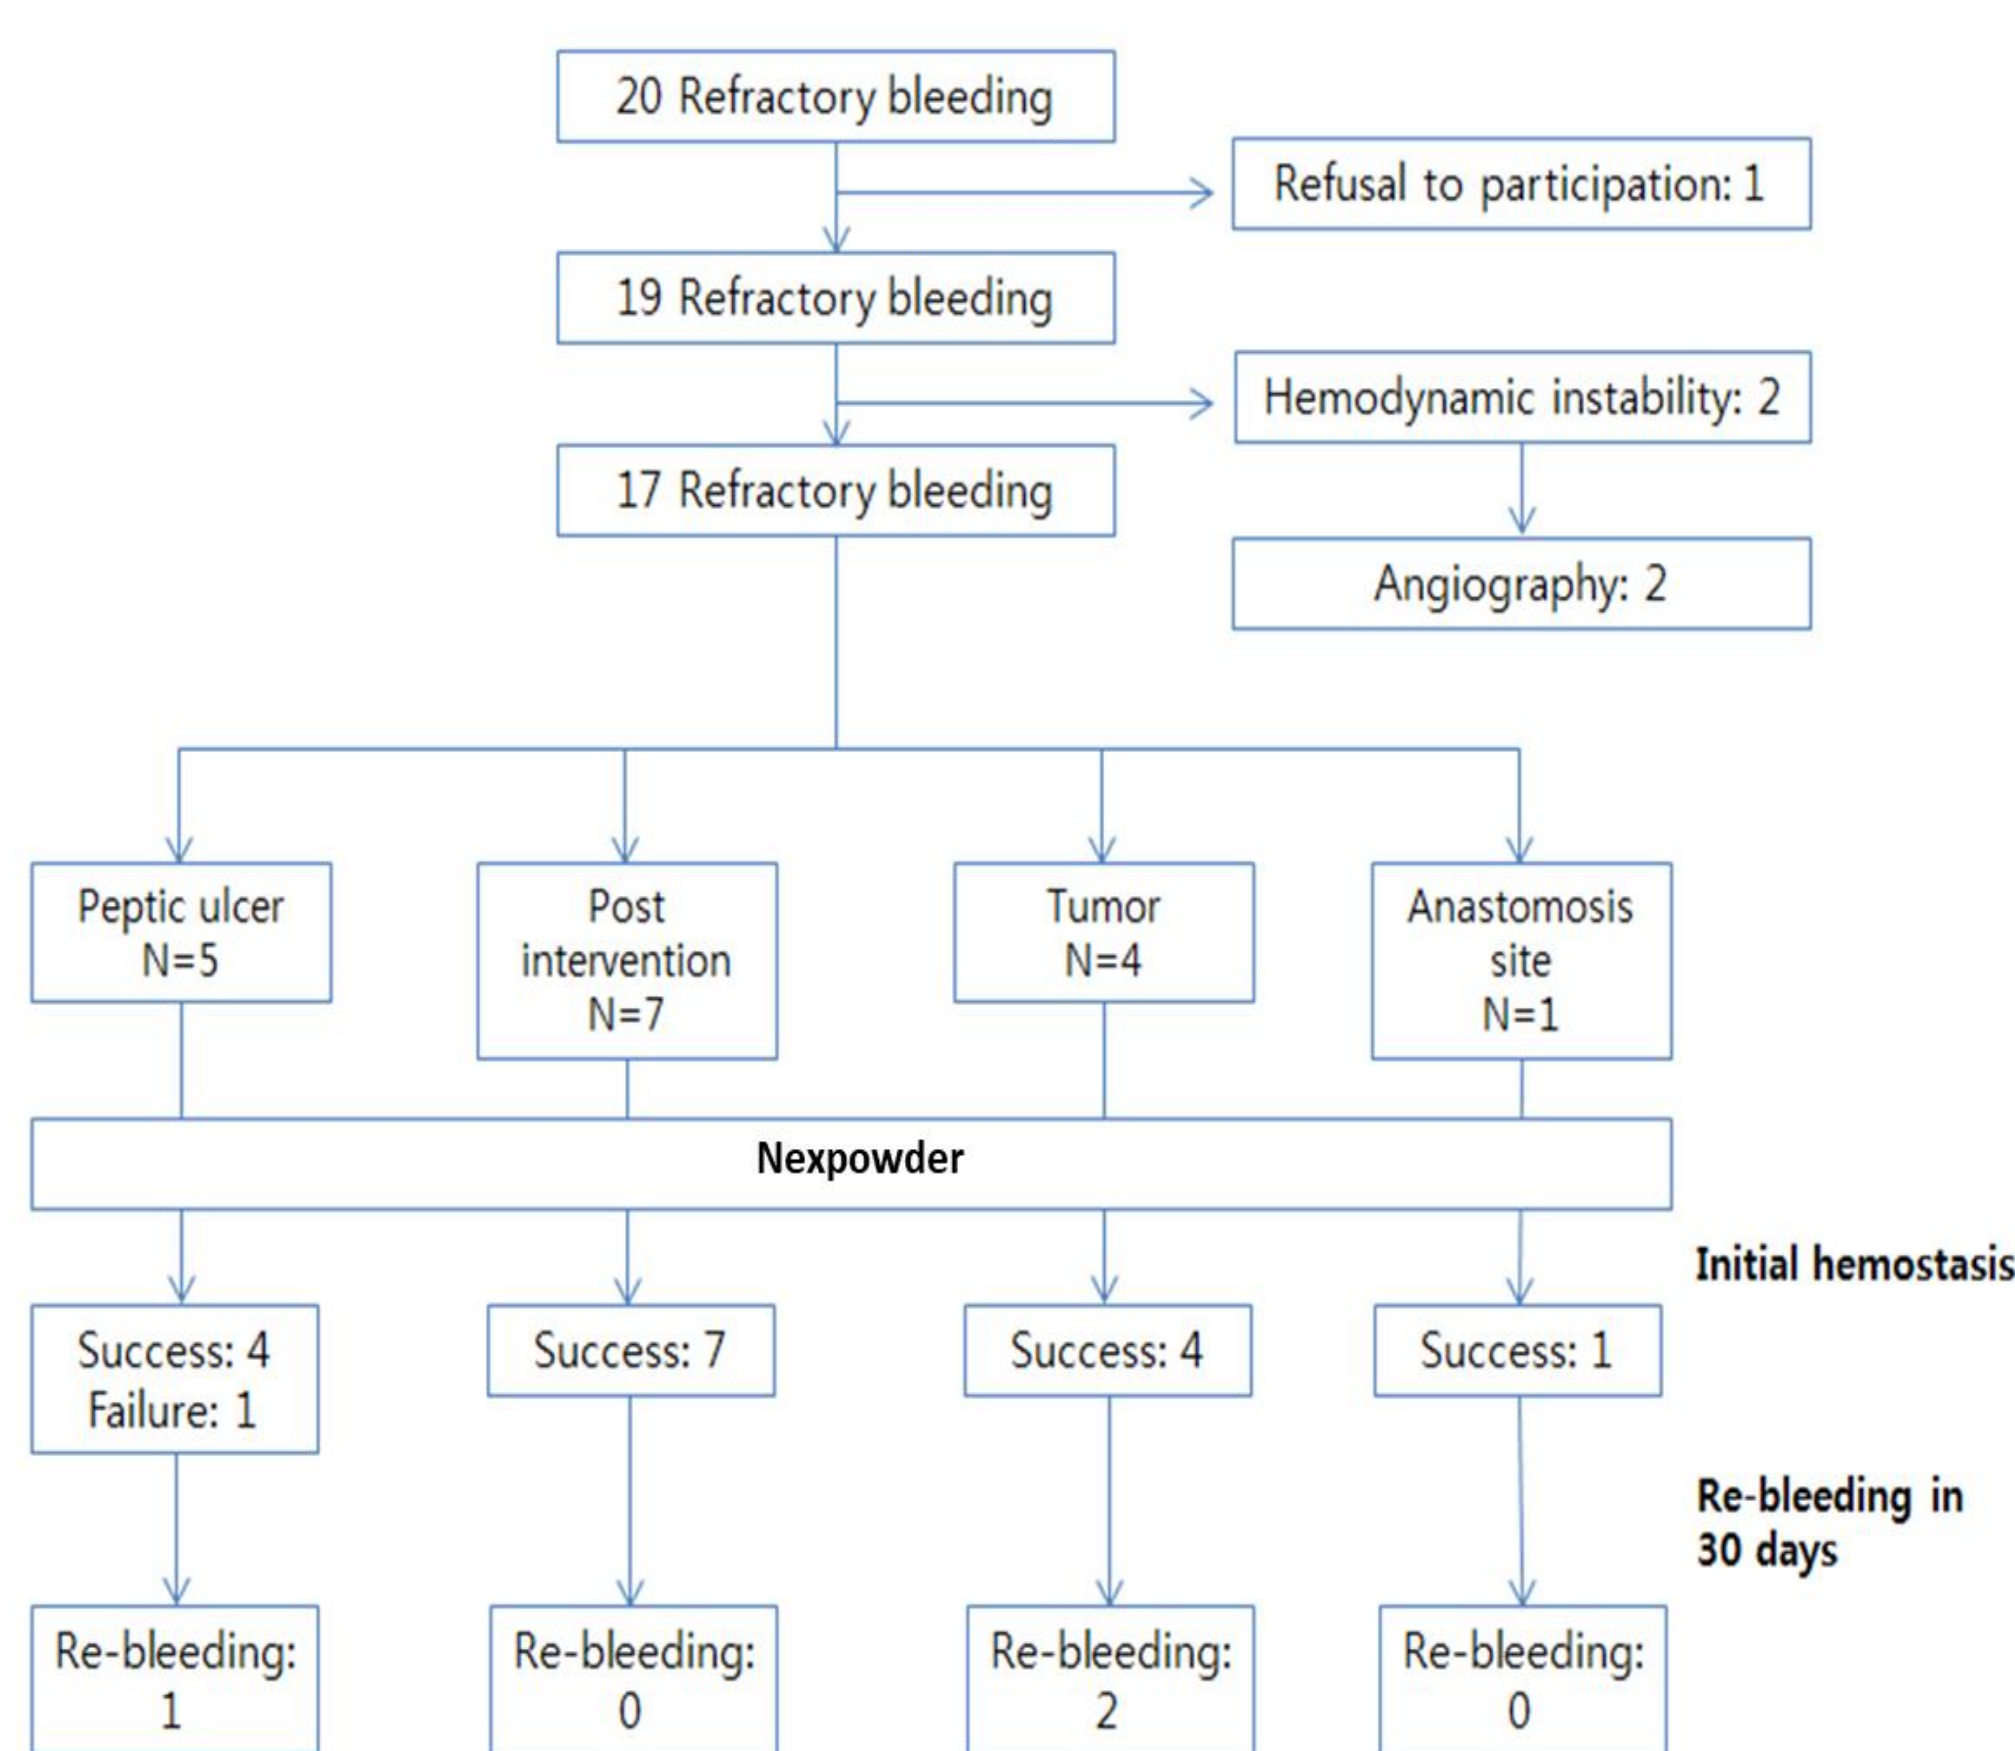 20 Refractory bleeding
Refusal to participation: 1
19 Refractory bleeding
Hemodynamic instability: 2
17 Refractory bleeding
Angiography: 2
Peptic ulcer
N=5
Post
intervention
N=7
Tumor
N=4
Anastomosis
site
N=1
Nexpowder
Initial hemostasis
Success: 4
Failure: 1
Success: 7
Success: 4
Success: 1
Re-bleeding in
30 days
Re-bleeding:
1
Re-bleeding:
0
Re-bleeding:
2
Re-bleeding:
0